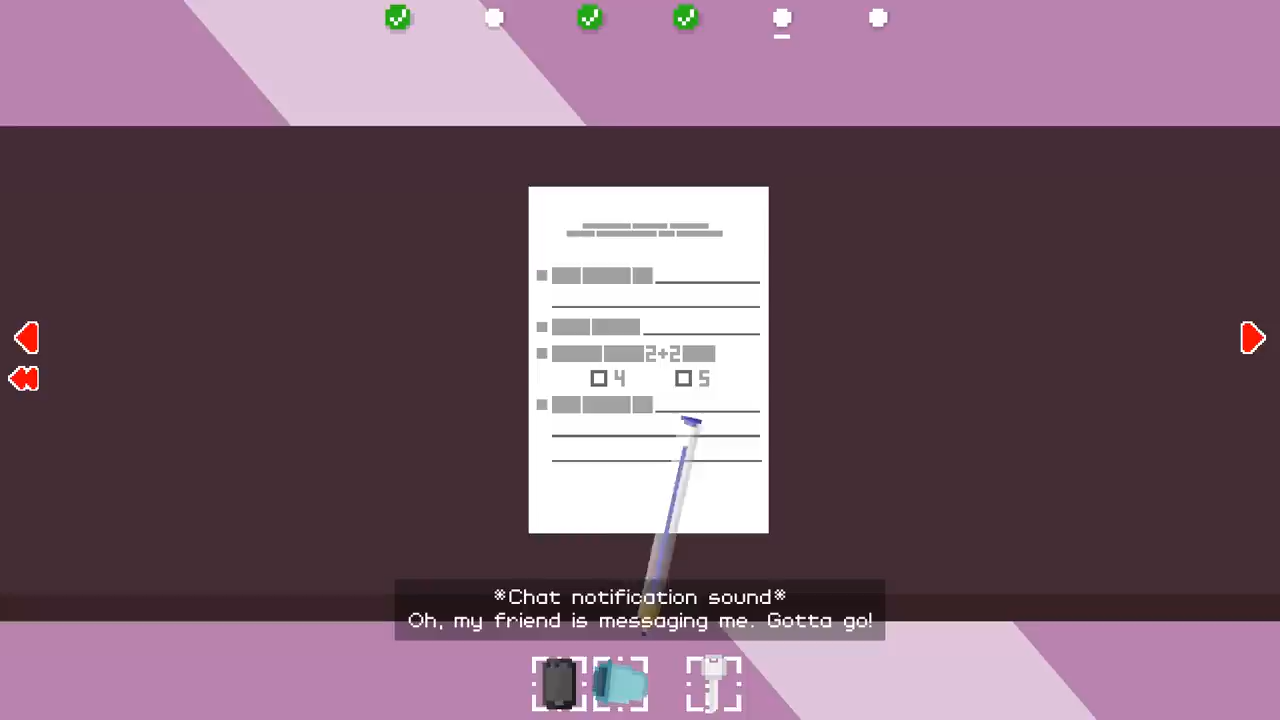 2+2
4 5
*Chat notification sound*
Oh, my friend is messaging me. Gotta go!